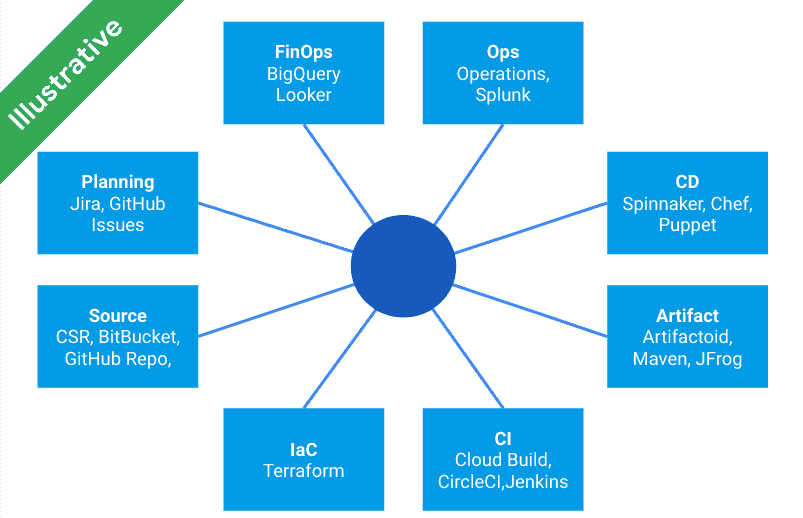 Illustrative
FinOps
BigQuery
Looker
Ops
Operations,
Splunk
Planning
Jira, GitHub
Issues
CD
Spinnaker, Chef,
Puppet
Source
CSR, BitBucket,
GitHub Repo,
Artifact
Artifactoid,
Maven, JFrog
IaC
Terraform
CI
Cloud Build,
CircleCI,Jenkins